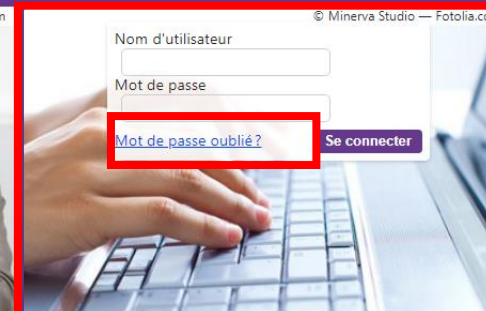 m
© Minerva Studio — Fotolia.co
Nom d'utilisateur
Mot de passe
Mot de passe oublié ?
Se connecter